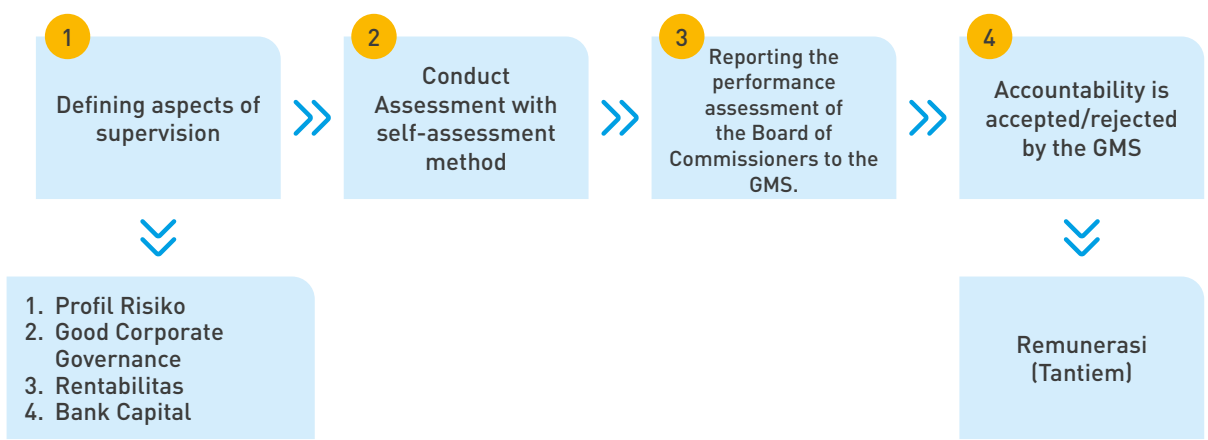 1
Defining aspects of
supervision
2
Conduct
Assessment with
self-assessment
method
3
Reporting the
performance
assessment of
the Board of
Commissioners to the
GMS.
4
Accountability is
accepted/rejected
by the GMS
1. Profil Risiko
2. Good Corporate
Governance
3. Rentabilitas
4. Bank Capital
Remunerasi
(Tantiem)